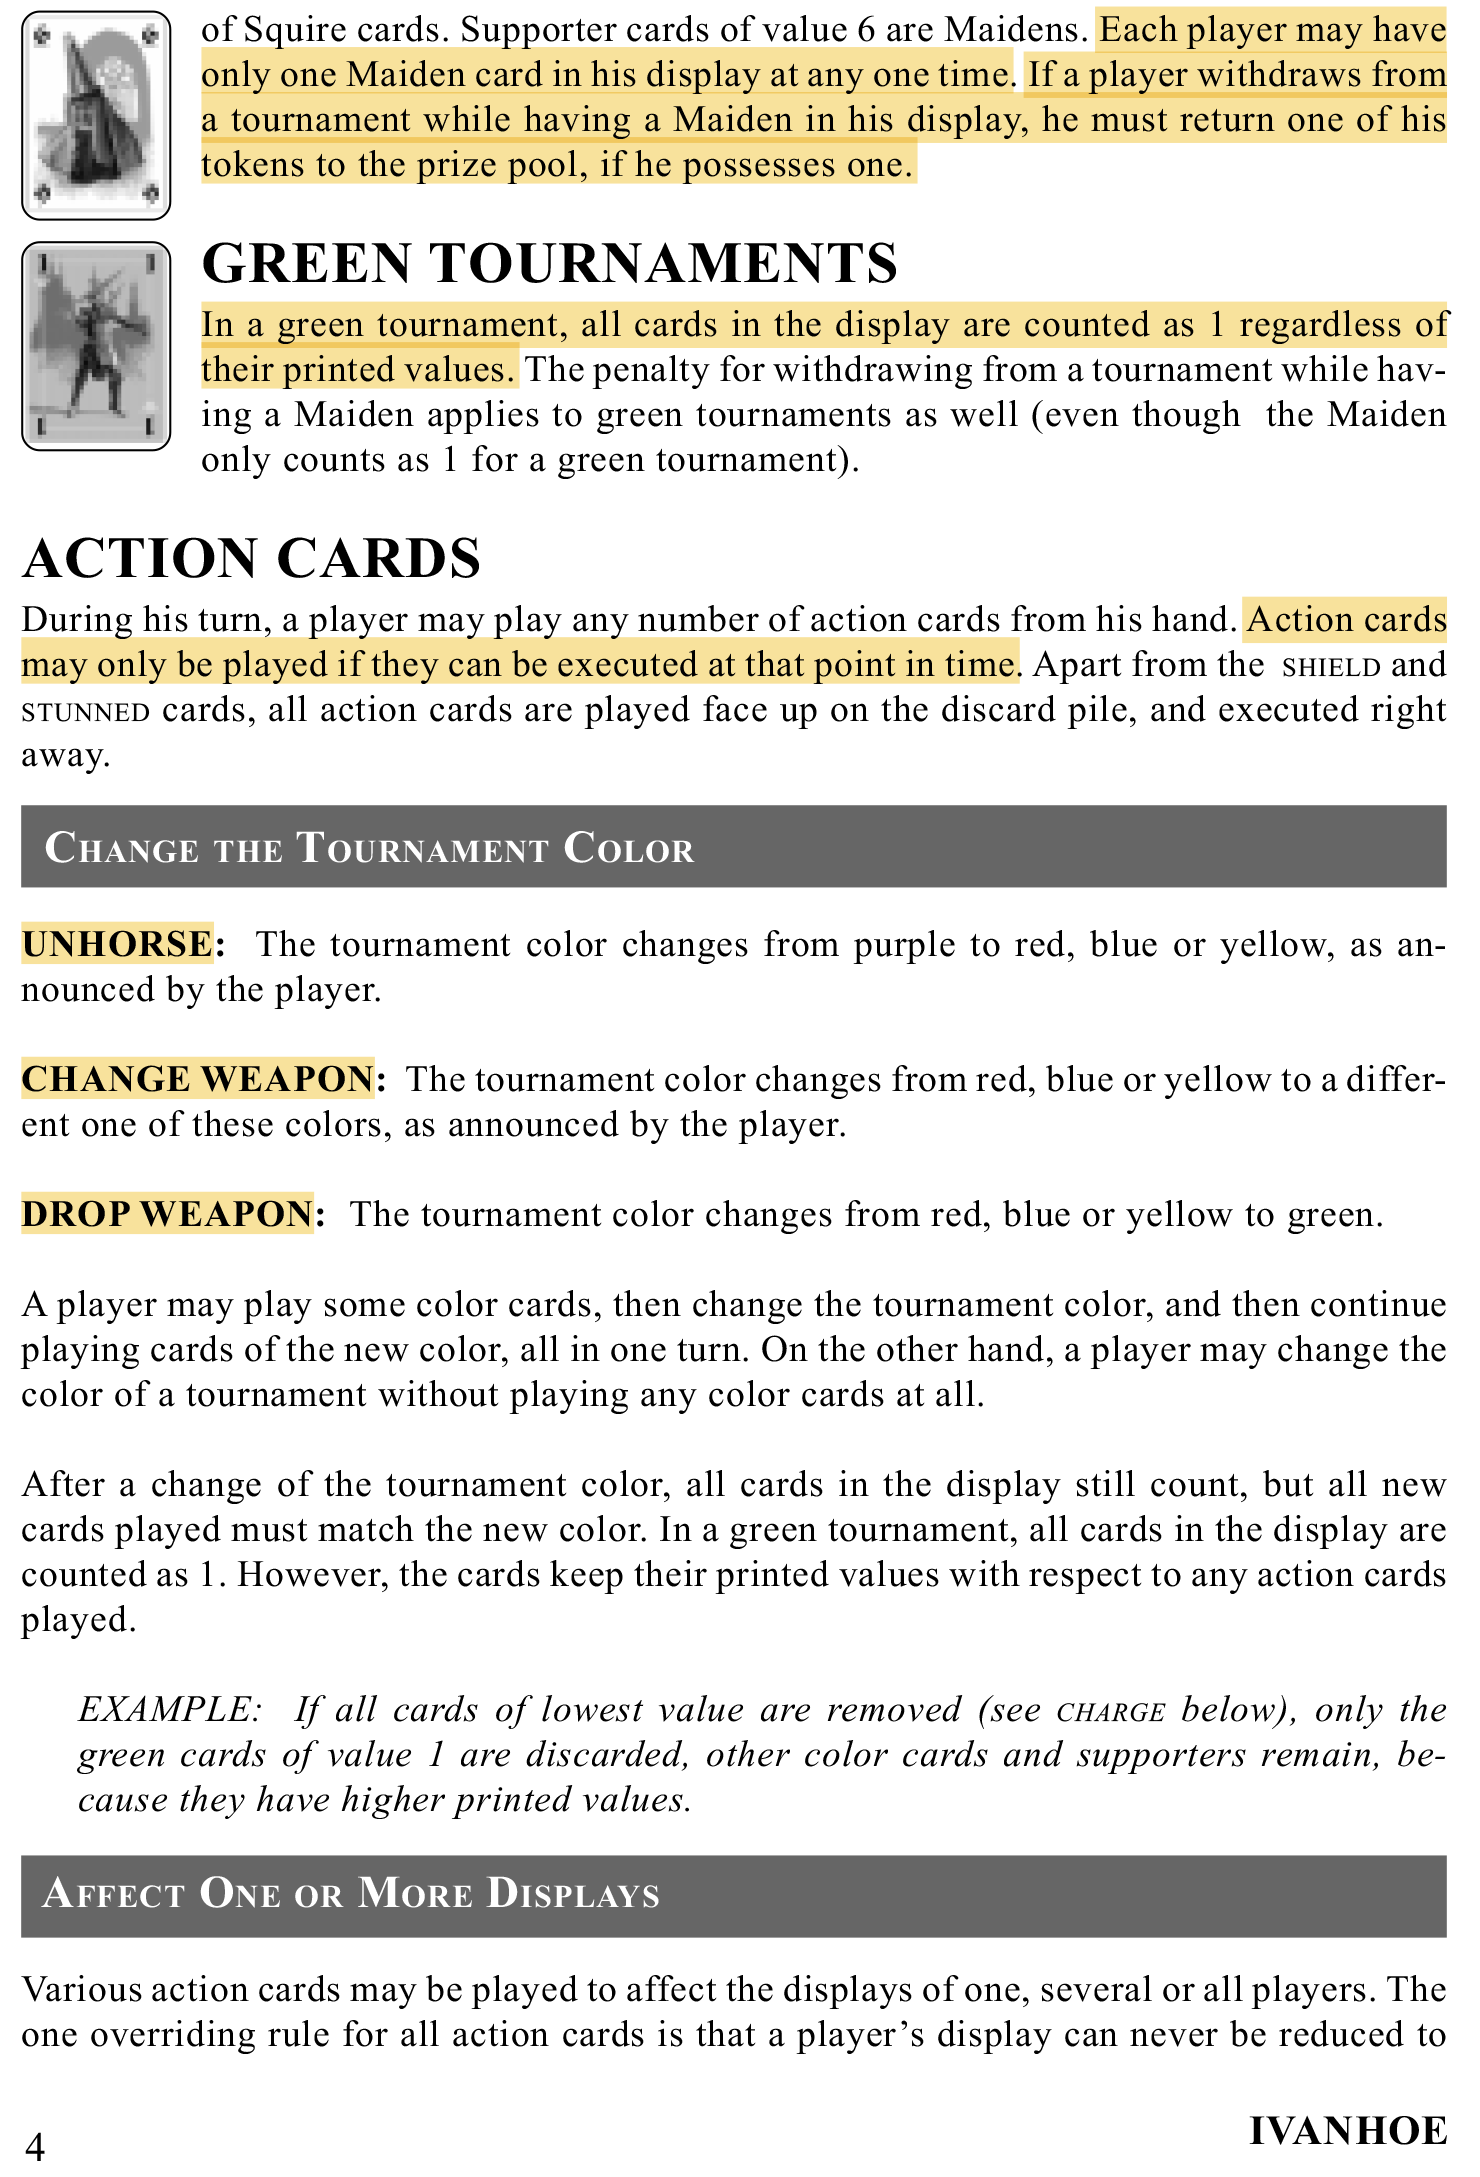 of Squire cards. Supporter cards of value 6 are Maidens. Each player may have
only one Maiden card in his display at any one time. If a player withdraws from
a tournament while having a Maiden in his display, he must return one of his
tokens to the prize pool, if he possesses one.
GREEN TOURNAMENTS
1 1
In a green tournament, all cards in the display are counted as 1 regardless of
their printed values. The penalty for withdrawing from a tournament while hav-
ing a Maiden applies to green tournaments as well (even though the Maiden
only counts as 1 for a green tournament).
1 1
ACTION CARDS
During his turn, a player may play any number of action cards from his hand. Action cards
may only be played if they can be executed at that point in time. Apart from the SHIELD and
STUNNED cards, all action cards are played face up on the discard pile, and executed right
away.
CHANGE THE TOURNAMENT COLOR
UNHORSE: The tournament color changes from purple to red, blue or yellow, as an-
nounced by the player.
CHANGE WEAPON: The tournament color changes from red, blue or yellow to a differ-
ent one of these colors, as announced by the player.
DROP WEAPON: The tournament color changes from red, blue or yellow to green.
A player may play some color cards, then change the tournament color, and then continue
playing cards of the new color, all in one turn. On the other hand, a player may change the
color of a tournament without playing any color cards at all.
After a change of the tournament color, all cards in the display still count, but all new
cards played must match the new color. In a green tournament, all cards in the display are
counted as 1. However, the cards keep their printed values with respect to any action cards
played.
EXAMPLE: If all cards of lowest value are removed (see CHARGE below), only the
green cards of value 1 are discarded, other color cards and supporters remain, be-
cause they have higher printed values.
AFFECT ONE OR MORE DISPLAYS
Various action cards may be played to affect the displays of one, several or all players. The
one overriding rule for all action cards is that a player's display can never be reduced to
4
IVANHOE